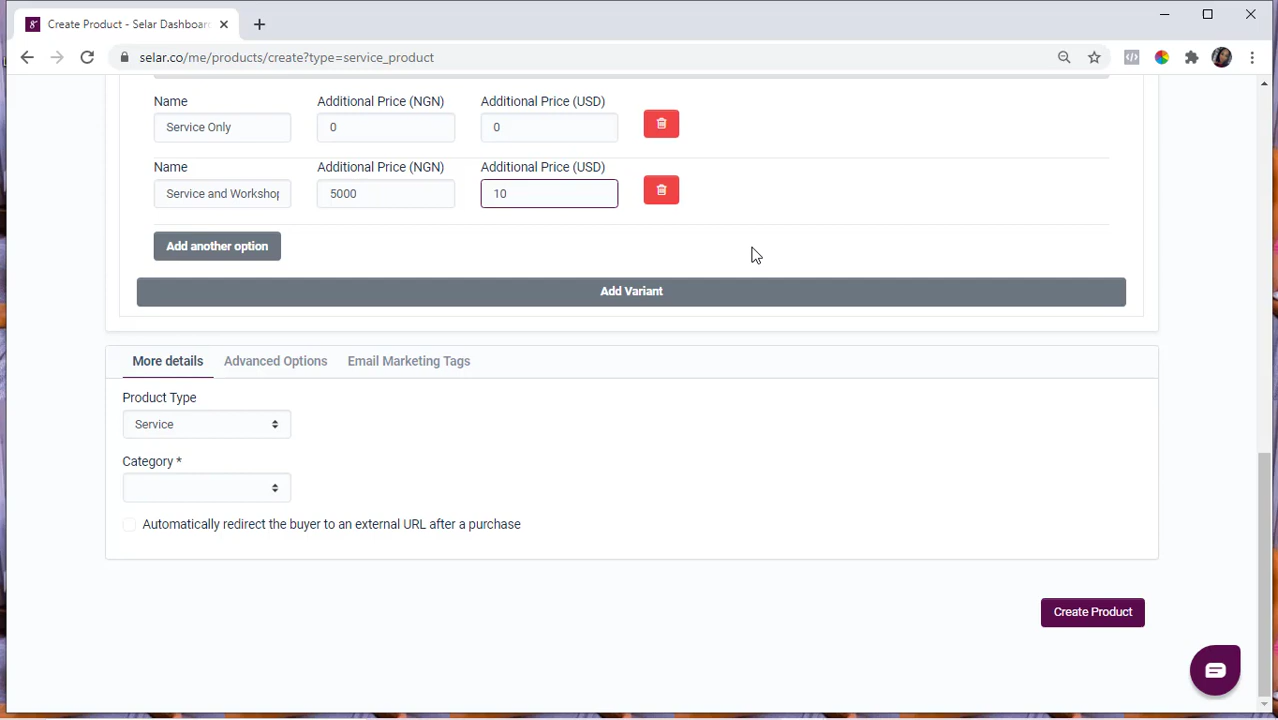 Create Product - Selar Dashboar
selar.co/me/products/create?type=service_product
Name Additional Price (NGN) Additional Price (USD)
Service Only 0 0
Name Additional Price (NGN) Additional Price (USD)
Service and Workshop 5000 10
Add another option
Add Variant
More details Advanced Options Email Marketing Tags
Product Type
Service
Category *
Automatically redirect the buyer to an external URL after a purchase
Create Product